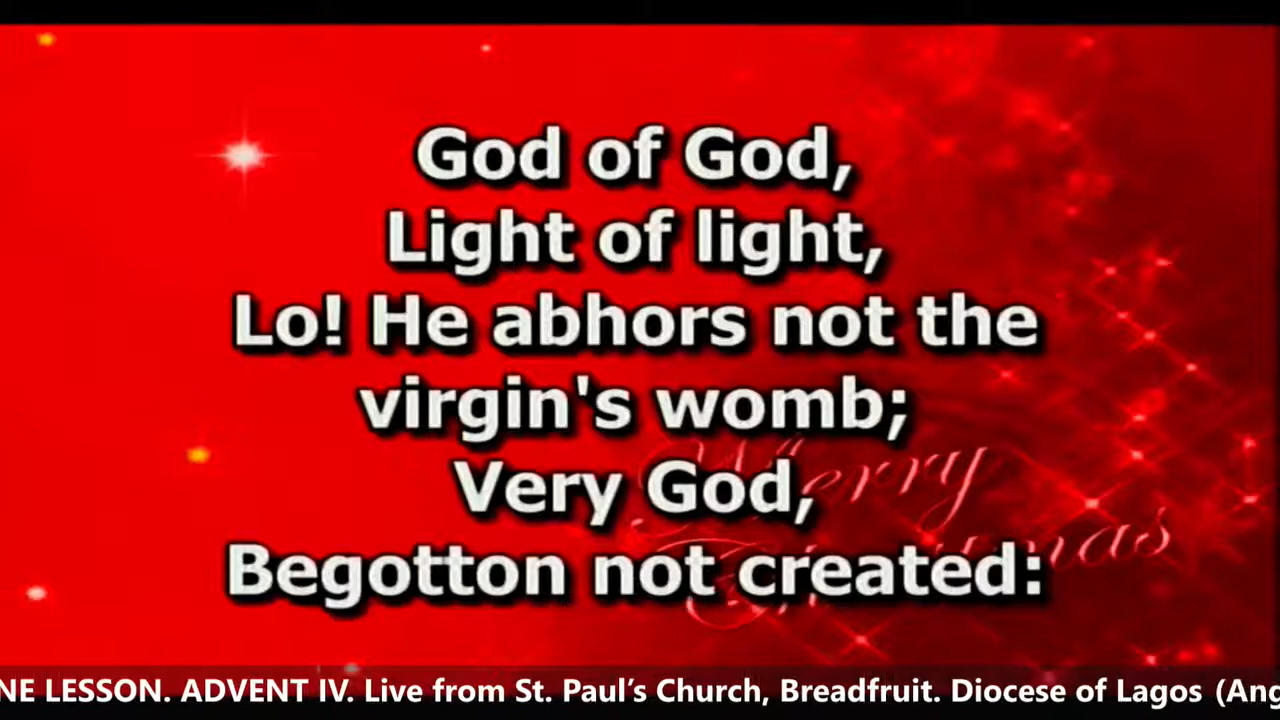 God of God,
Light of light,
Lo! He abhors not the
virgin's womb;
Very God,
Begotton not created:
Merry
NE LESSON. ADVENT IV. Live from St. Paul’s Church, Breadfruit. Diocese of Lagos (Ang